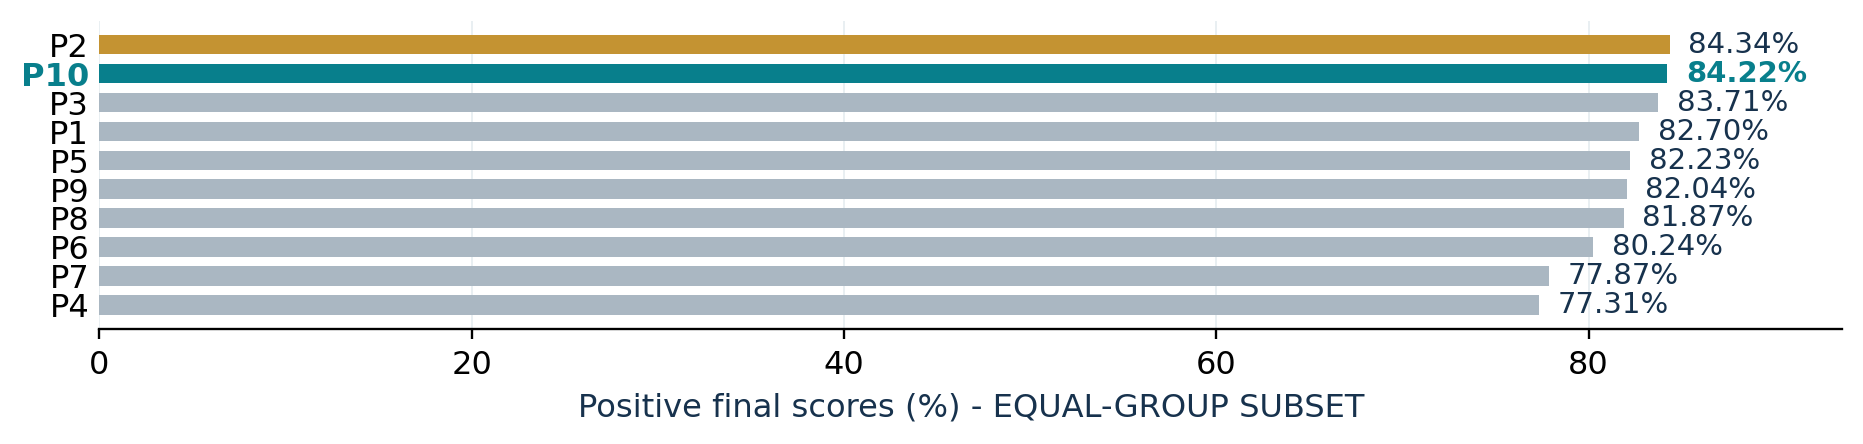 P2 84.34%
P10 84.22%
P3 83.71%
P1 82.70%
P5 82.23%
P9 82.04%
P8 81.87%
P6 80.24%
P7 77.87%
P4 77.31%
0 20 40 60 80
Positive final scores (%) - EQUAL-GROUP SUBSET